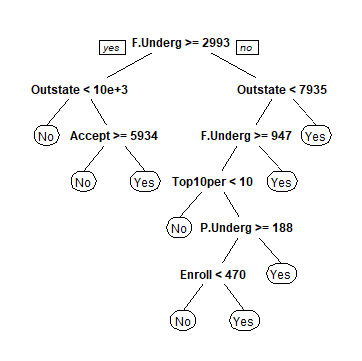 F.Underg >= 2993
yes no
Outstate < 10e+3 Outstate < 7935
No Accept >= 5934 F.Underg >= 947 Yes
No Yes Top10per < 10 Yes
No P.Underg >= 188
Enroll < 470 Yes
No Yes